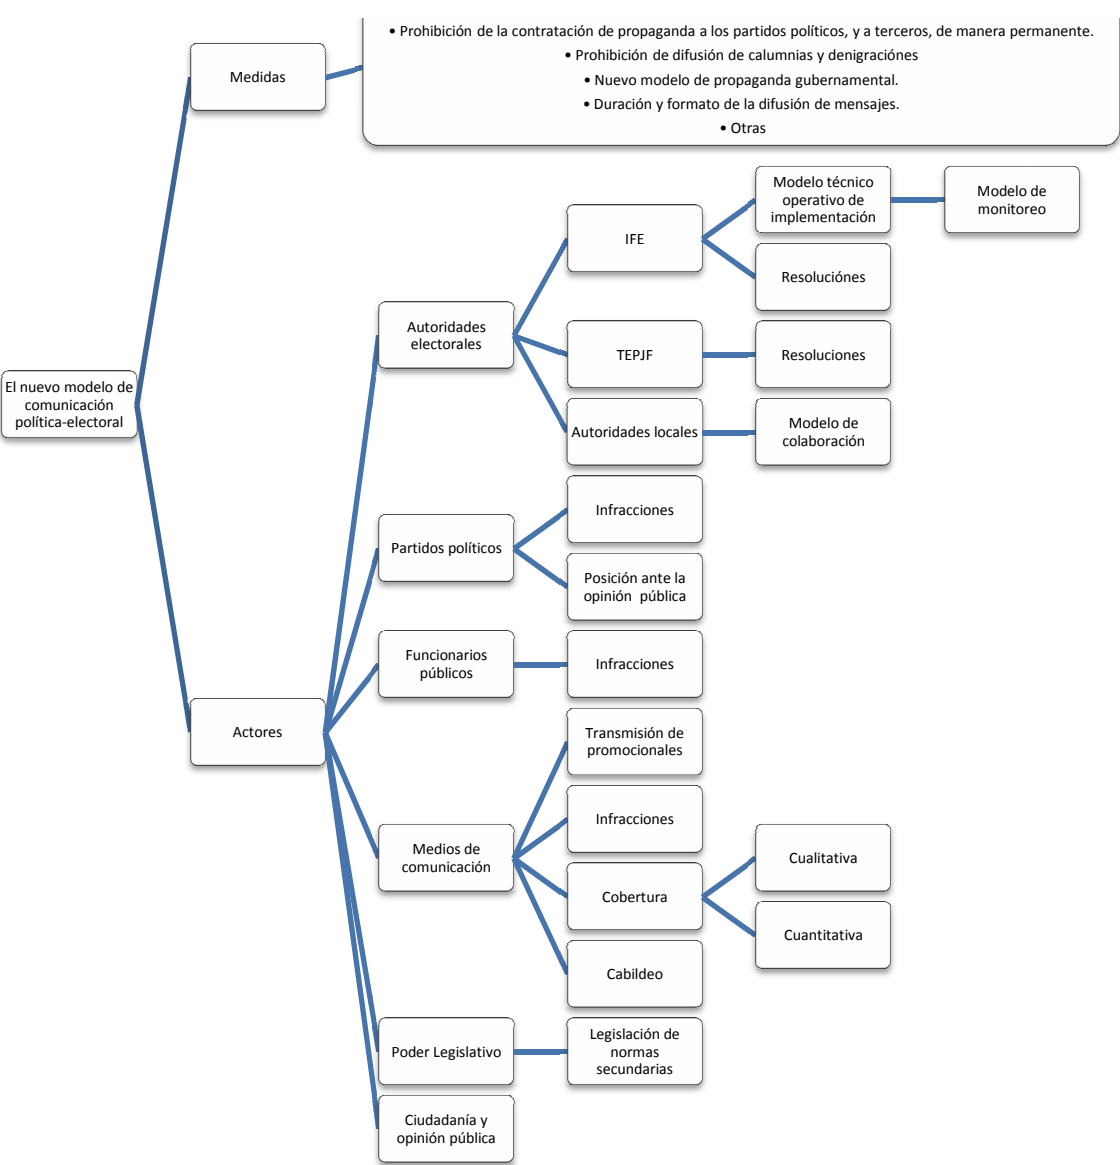 • Prohibición de la contratación de propaganda a los partidos políticos, y a terceros, de manera permanente.
• Prohibición de difusión de calumnias y denigraciónes
• Nuevo modelo de propaganda gubernamental.
• Duración y formato de la difusión de mensajes.
• Otras
Medidas
El nuevo modelo de
comunicación
política-electoral
Actores
Autoridades
electorales
IFE
Modelo técnico
operativo de
implementación
Modelo de
monitoreo
Resoluciónes
TEPJF
Resoluciones
Autoridades locales
Modelo de
colaboración
Partidos políticos
Infracciones
Posición ante la
opinión pública
Funcionarios
públicos
Infracciones
Medios de
comunicación
Transmisión de
promocionales
Infracciones
Cobertura
Cualitativa
Cuantitativa
Cabildeo
Poder Legislativo
Legislación de
normas
secundarias
Ciudadanía y
opinión pública